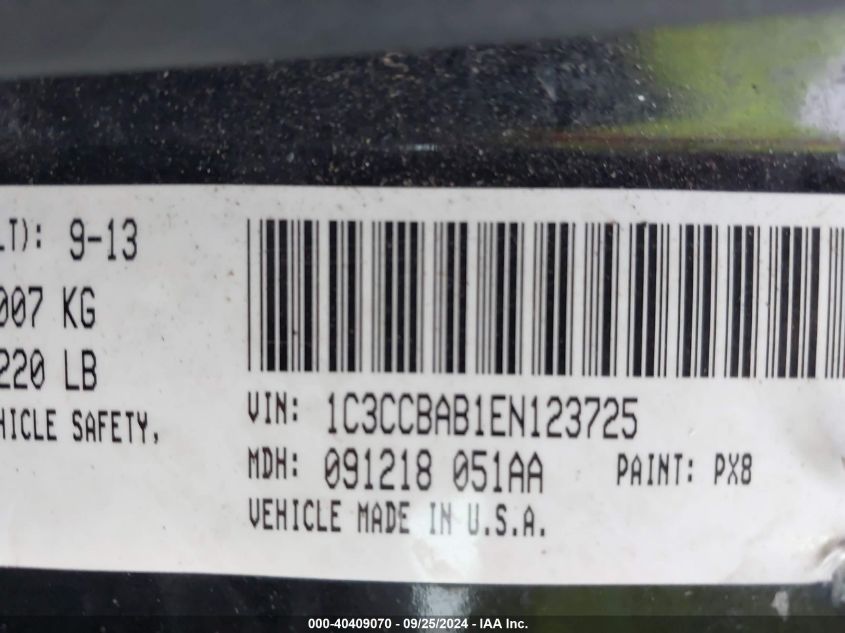 LT): 9-13
007 KG
220 LB
HICLE SAFETY,
VIN: 1C3CCBAB1EN123725
MDH: 091218 051AA PAINT: PX8
VEHICLE MADE IN U.S.A.
000-40409070 - 09/25/2024 - IAA Inc.